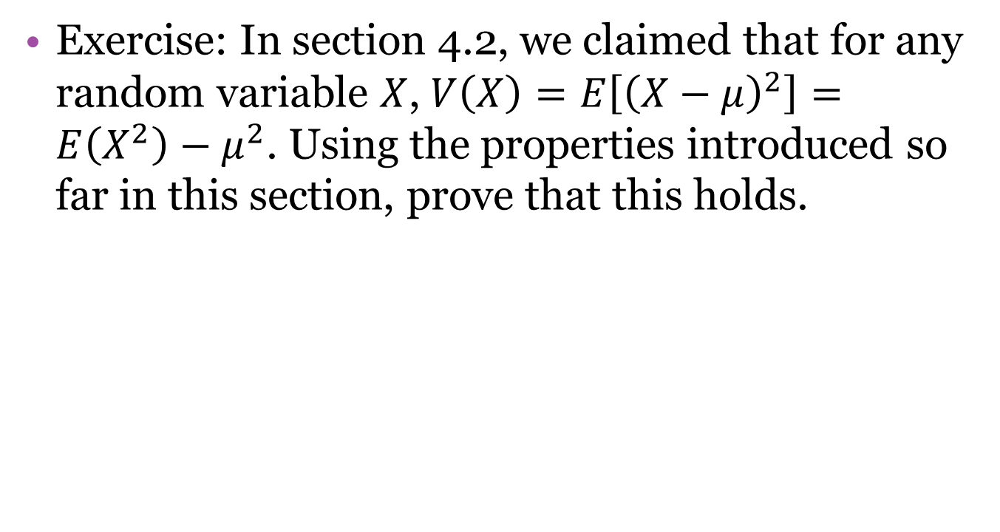 • Exercise: In section 4.2, we claimed that for any
random variable 𝑋, 𝑉(𝑋) = 𝐸[(𝑋 − 𝜇)²] =
𝐸(𝑋²) − 𝜇². Using the properties introduced so
far in this section, prove that this holds.